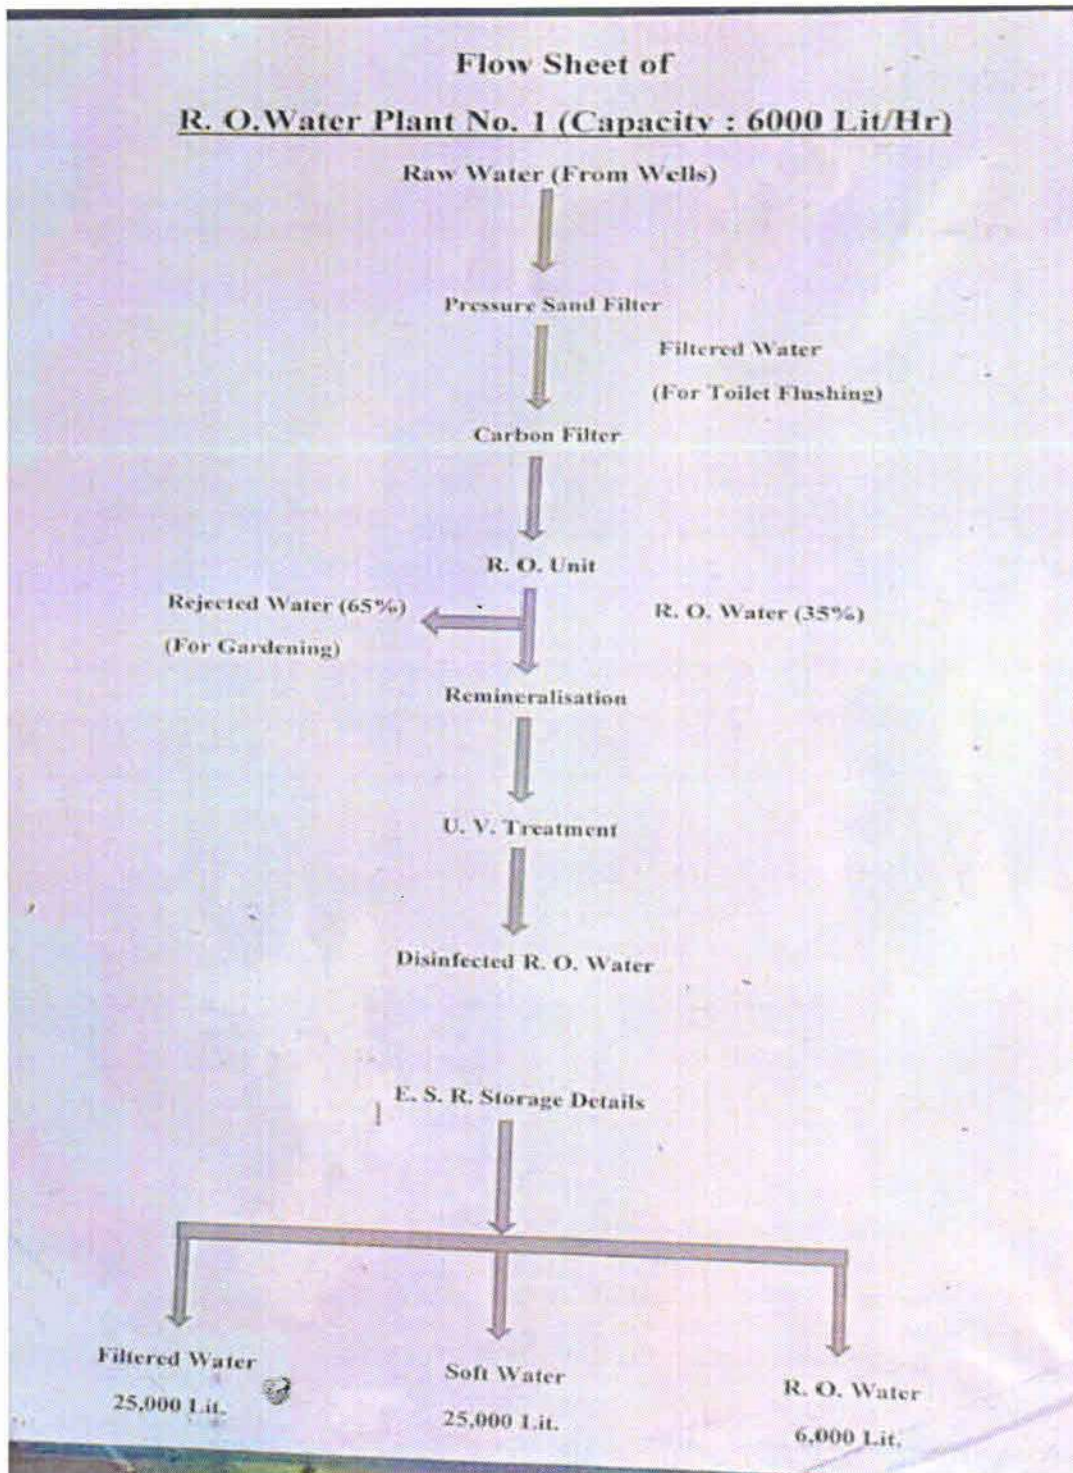 Flow Sheet of
R. O.Water Plant No. 1 (Capacity : 6000 Lit/Hr)
Raw Water (From Wells)
Pressure Sand Filter
Filtered Water
(For Toilet Flushing)
Carbon Filter
R. O. Unit
Rejected Water (65%)
(For Gardening)
R. O. Water (35%)
Remineralisation
U. V. Treatment
Disinfected R. O. Water
E. S. R. Storage Details
Filtered Water
25,000 Lit.
Soft Water
25,000 Lit.
R. O. Water
6,000 Lit.